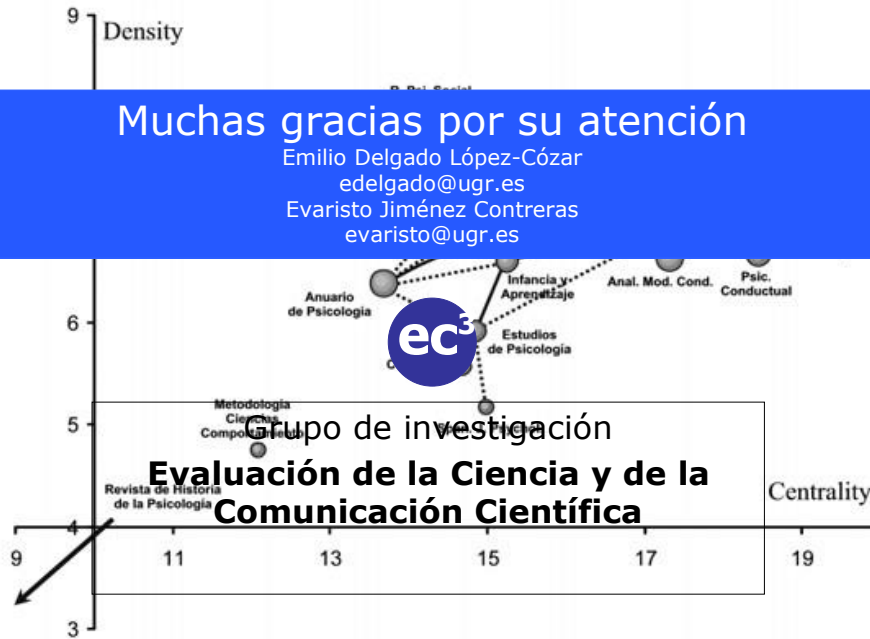 9
Density
Muchas gracias por su atención
Emilio Delgado López-Cózar
edelgado@ugr.es
Evaristo Jiménez Contreras
evaristo@ugr.es
Infancia y
Aprendizaje
Anal. Mod. Cond.
Psic.
Conductual
Anuario
de Psicologia
6
ec3
Estudios
de Psicología
Metodologia
Ciencias
Comportamiento
5
Grupo de investigación
Evaluación de la Ciencia y de la
Comunicación Científica
Revista de Historia
de la Psicologia
Centrality
4
9
11
13
15
17
19
3